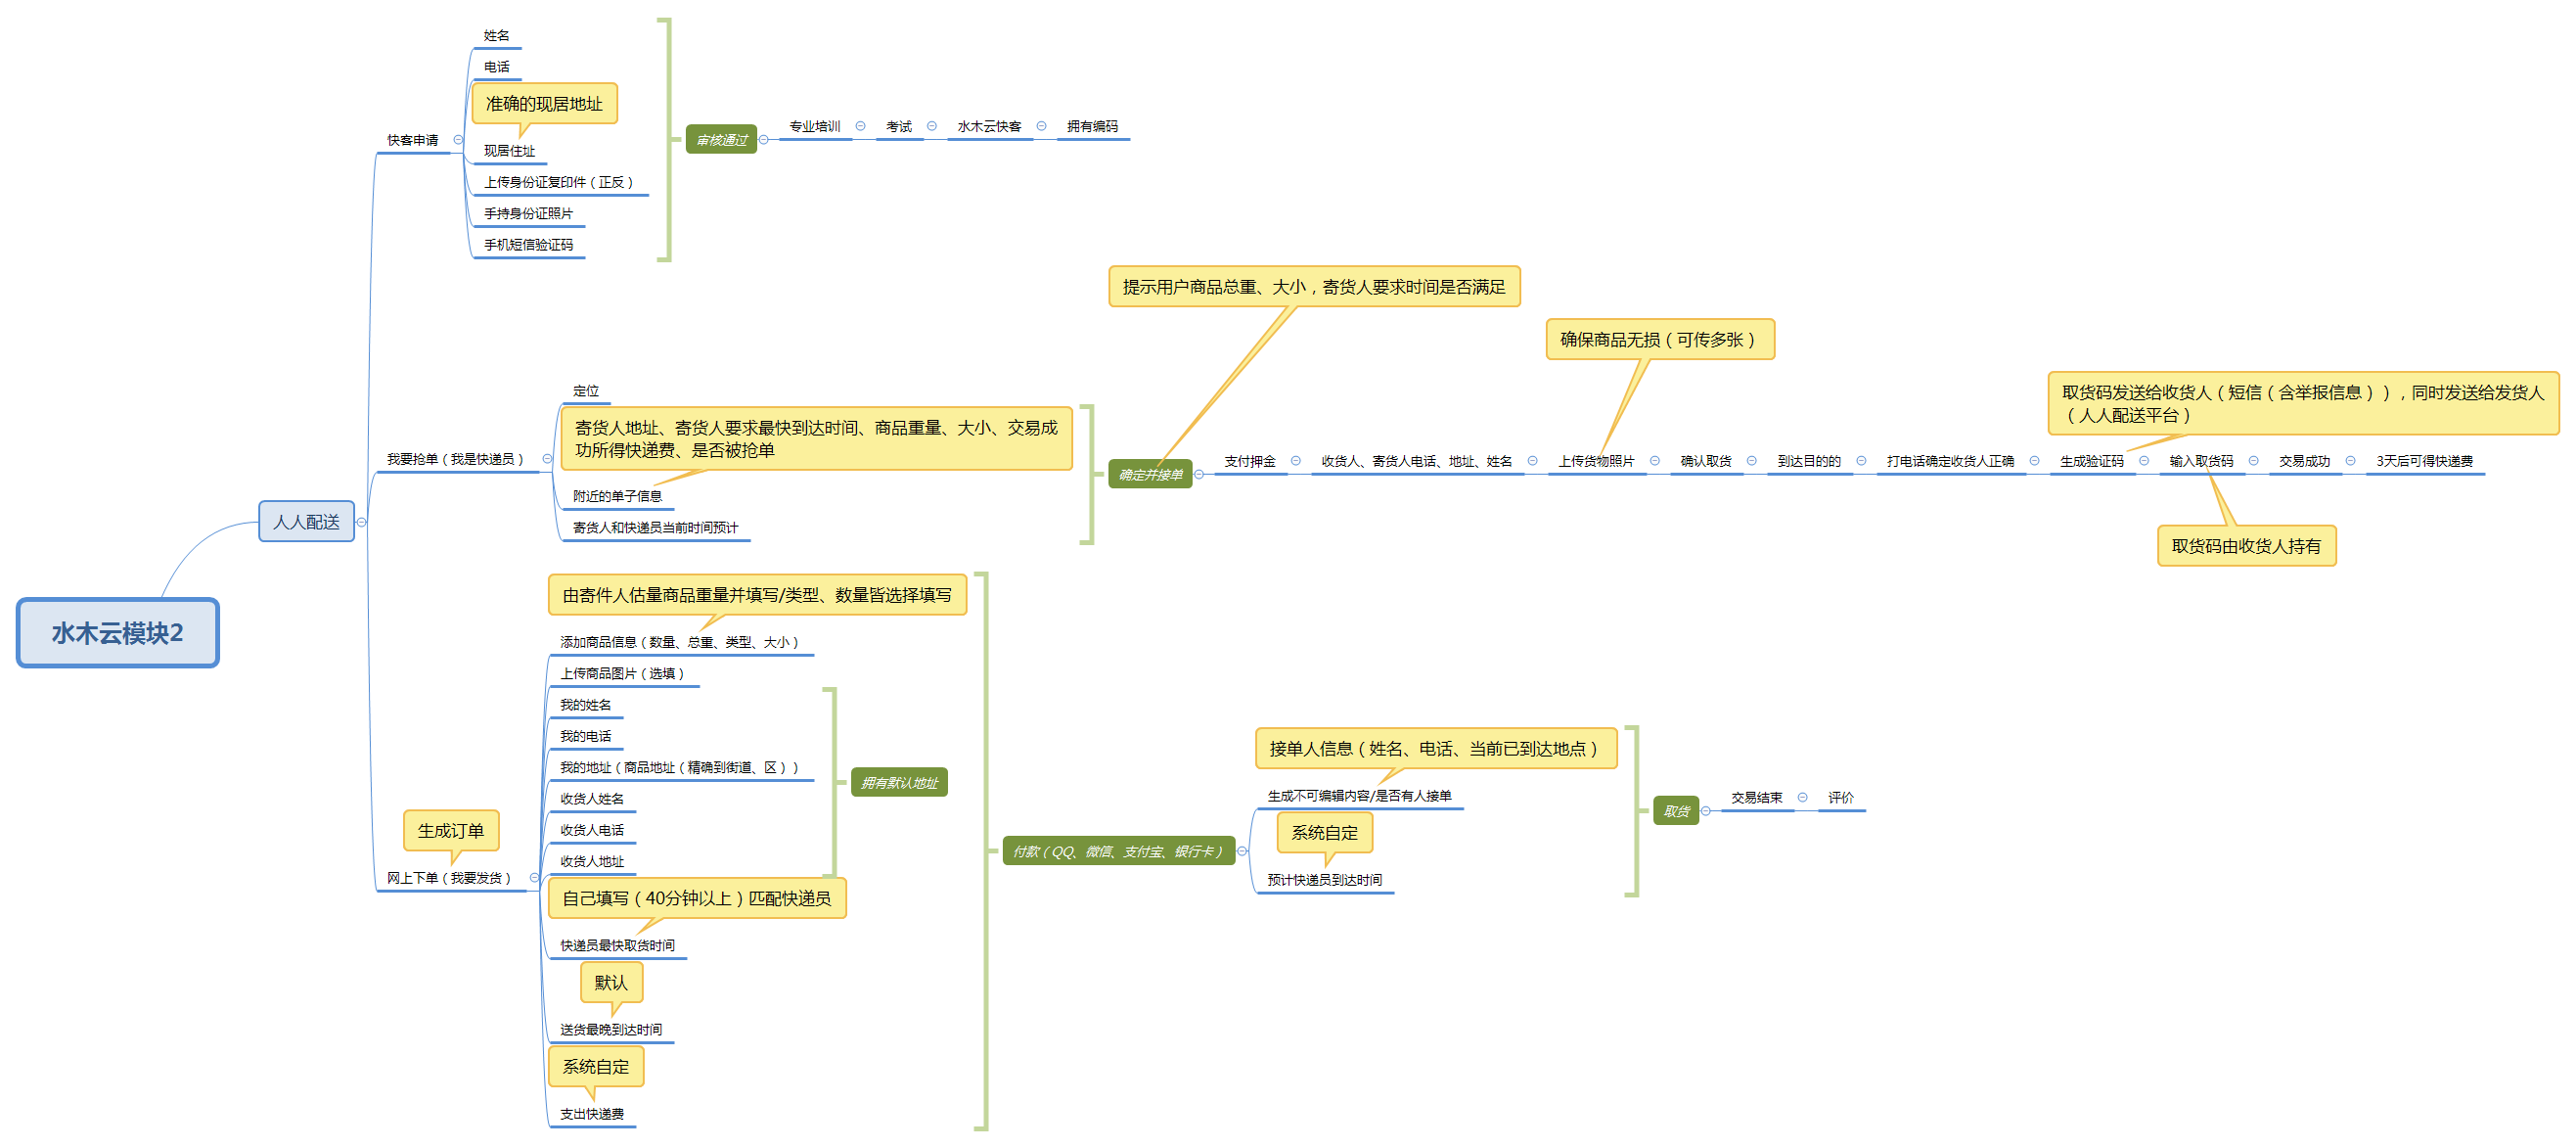 水木云模块2
人人配送
快客申请
姓名
电话
准确的现居地址
现居住址
上传身份证复印件（正反）
手持身份证照片
手机短信验证码
审核通过
专业培训
考试
水木云快客
拥有编码
我要抢单（我是快递员）
定位
寄货人地址、寄货人要求最快到达时间、商品重量、大小、交易成
功所得快递费、是否被抢单
附近的单子信息
寄货人和快递员当前时间预计
提示用户商品总重、大小，寄货人要求时间是否满足
确定并接单
支付押金
收货人、寄货人电话、地址、姓名
确保商品无损（可传多张）
上传货物照片
确认取货
到达目的的
打电话确定收货人正确
取货码发送给收货人（短信（含举报信息）），同时发送给发货人
（人人配送平台）
生成验证码
输入取货码
取货码由收货人持有
交易成功
3天后可得快递费
生成订单
网上下单（我要发货）
由寄件人估量商品重量并填写/类型、数量皆选择填写
添加商品信息（数量、总重、类型、大小）
上传商品图片（选填）
我的姓名
我的电话
我的地址（商品地址（精确到街道、区））
收货人姓名
收货人电话
收货人地址
拥有默认地址
自己填写（40分钟以上）匹配快递员
快递员最快取货时间
默认
送货最晚到达时间
系统自定
支出快递费
付款（QQ、微信、支付宝、银行卡）
接单人信息（姓名、电话、当前已到达地点）
生成不可编辑内容/是否有人接单
系统自定
预计快递员到达时间
取货
交易结束
评价